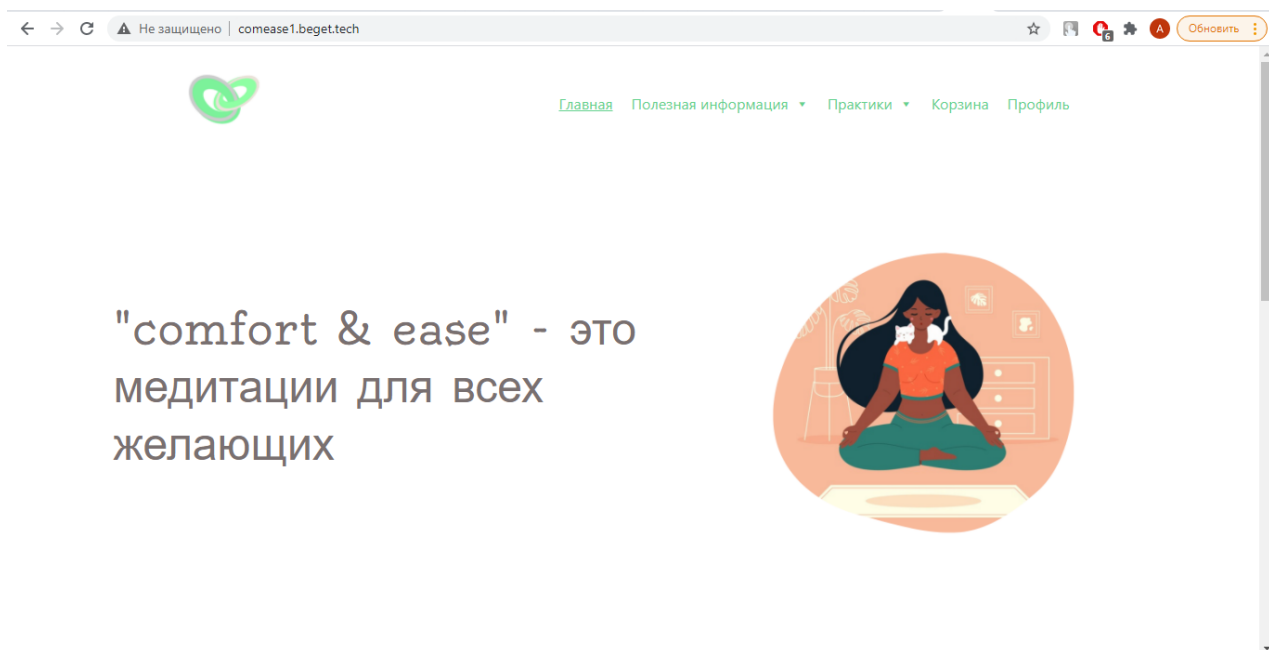 Не защищено | comease1.beget.tech
6
A
Обновить
Главная Полезная информация Практики Корзина Профиль
"comfort & ease" - это
медитации для всех
желающих